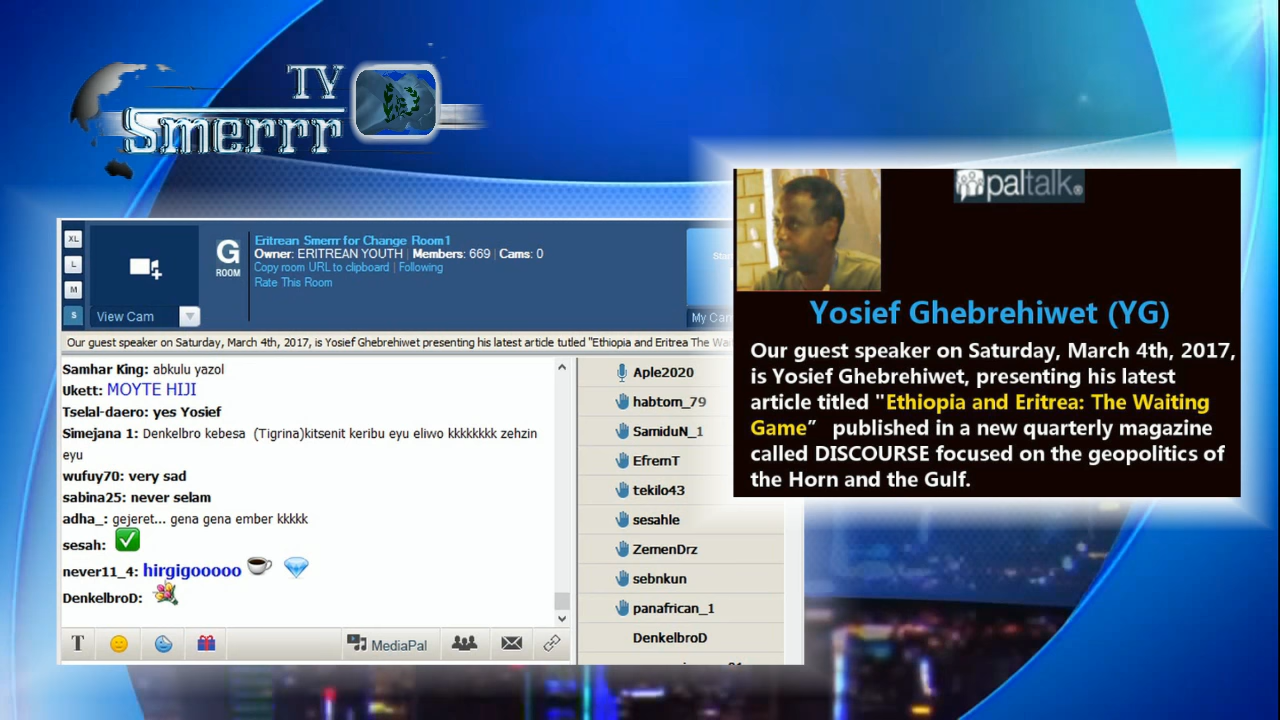 TV
Smerrr
XL
L
M
S
View Cam
G
ROOM
Eritrean Smerrr for Change Room1
Owner: ERITREAN YOUTH | Members: 669 | Cams: 0
Copy room URL to clipboard | Following
Rate This Room
My Cam
Our guest speaker on Saturday, March 4th, 2017, is Yosief Ghebrehiwet presenting his latest article tutled "Ethiopia and Eritrea The
Samhar King: abkulu yazol
Ukett: MOYTE HIJI
Tselal-daero: yes Yosief
Simejana 1: Denkelbro kebesa (Tigrina)kitsenit keribu eyu eliwo kkkkkkkk zehzin
eyu
wufuy70: very sad
sabina25: never selam
adha_: gejeret... gena gena ember kkkkk
sesah:
never11_4: hirgigooooo
DenkelbroD:
T
MediaPal
Aple2020
habtom_79
SamiduN_1
EfremT
tekilo43
sesahle
ZemenDrz
sebnkun
panafrican_1
DenkelbroD
paltalk®
Yosief Ghebrehiwet (YG)
Our guest speaker on Saturday, March 4th, 2017,
is Yosief Ghebrehiwet, presenting his latest
article titled "Ethiopia and Eritrea: The Waiting
Game” published in a new quarterly magazine
called DISCOURSE focused on the geopolitics of
the Horn and the Gulf.